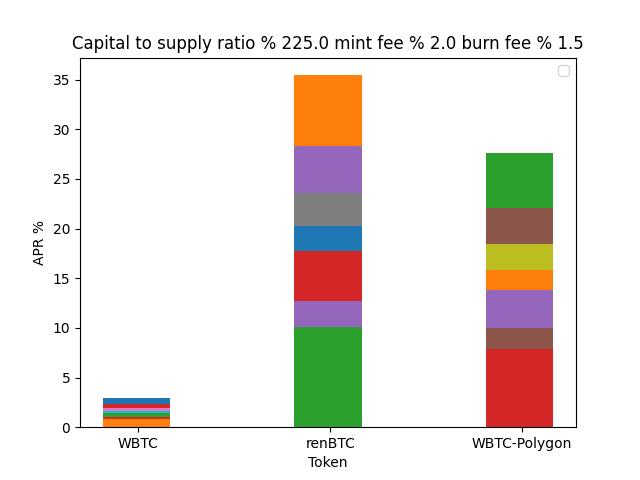 Capital to supply ratio % 225.0 mint fee % 2.0 burn fee % 1.5
35
30
25
20
15
10
5
0
APR %
WBTC renBTC WBTC-Polygon
Token